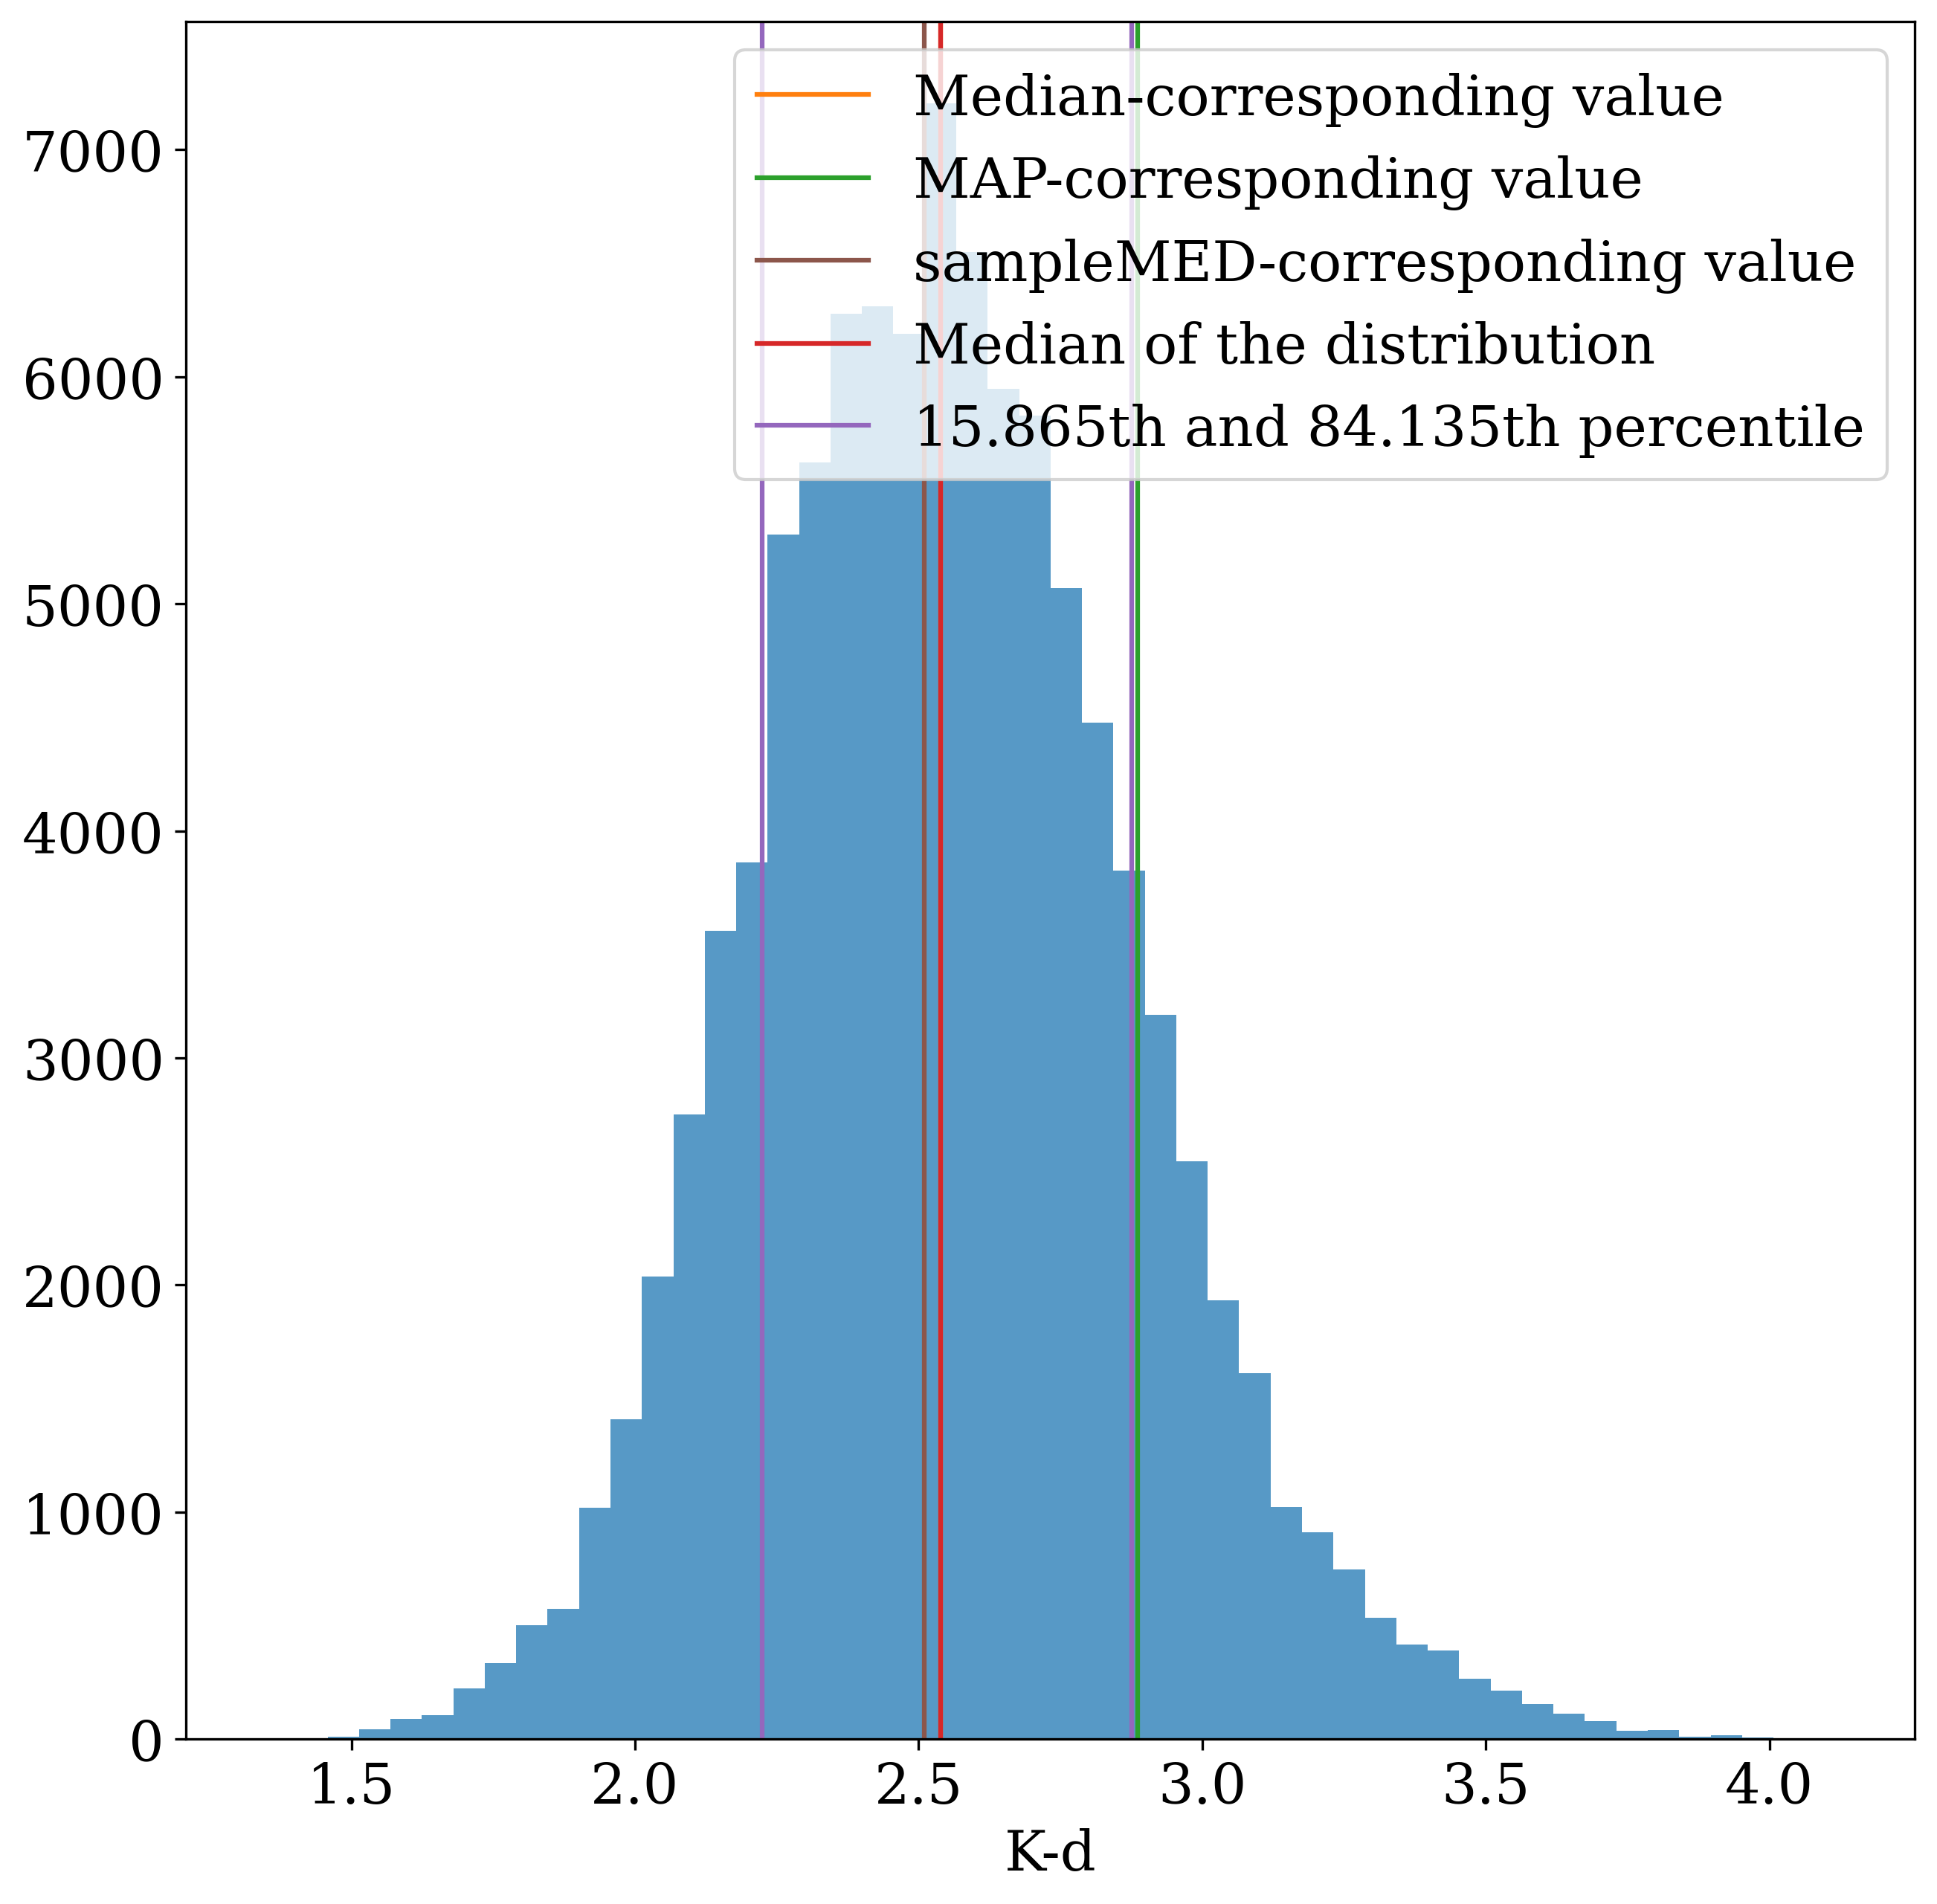 Median-corresponding value
MAP-corresponding value
sampleMED-corresponding value
Median of the distribution
15.865th and 84.135th percentile
7000
6000
5000
4000
3000
2000
1000
0
1.5 2.0 2.5 3.0 3.5 4.0
K-d